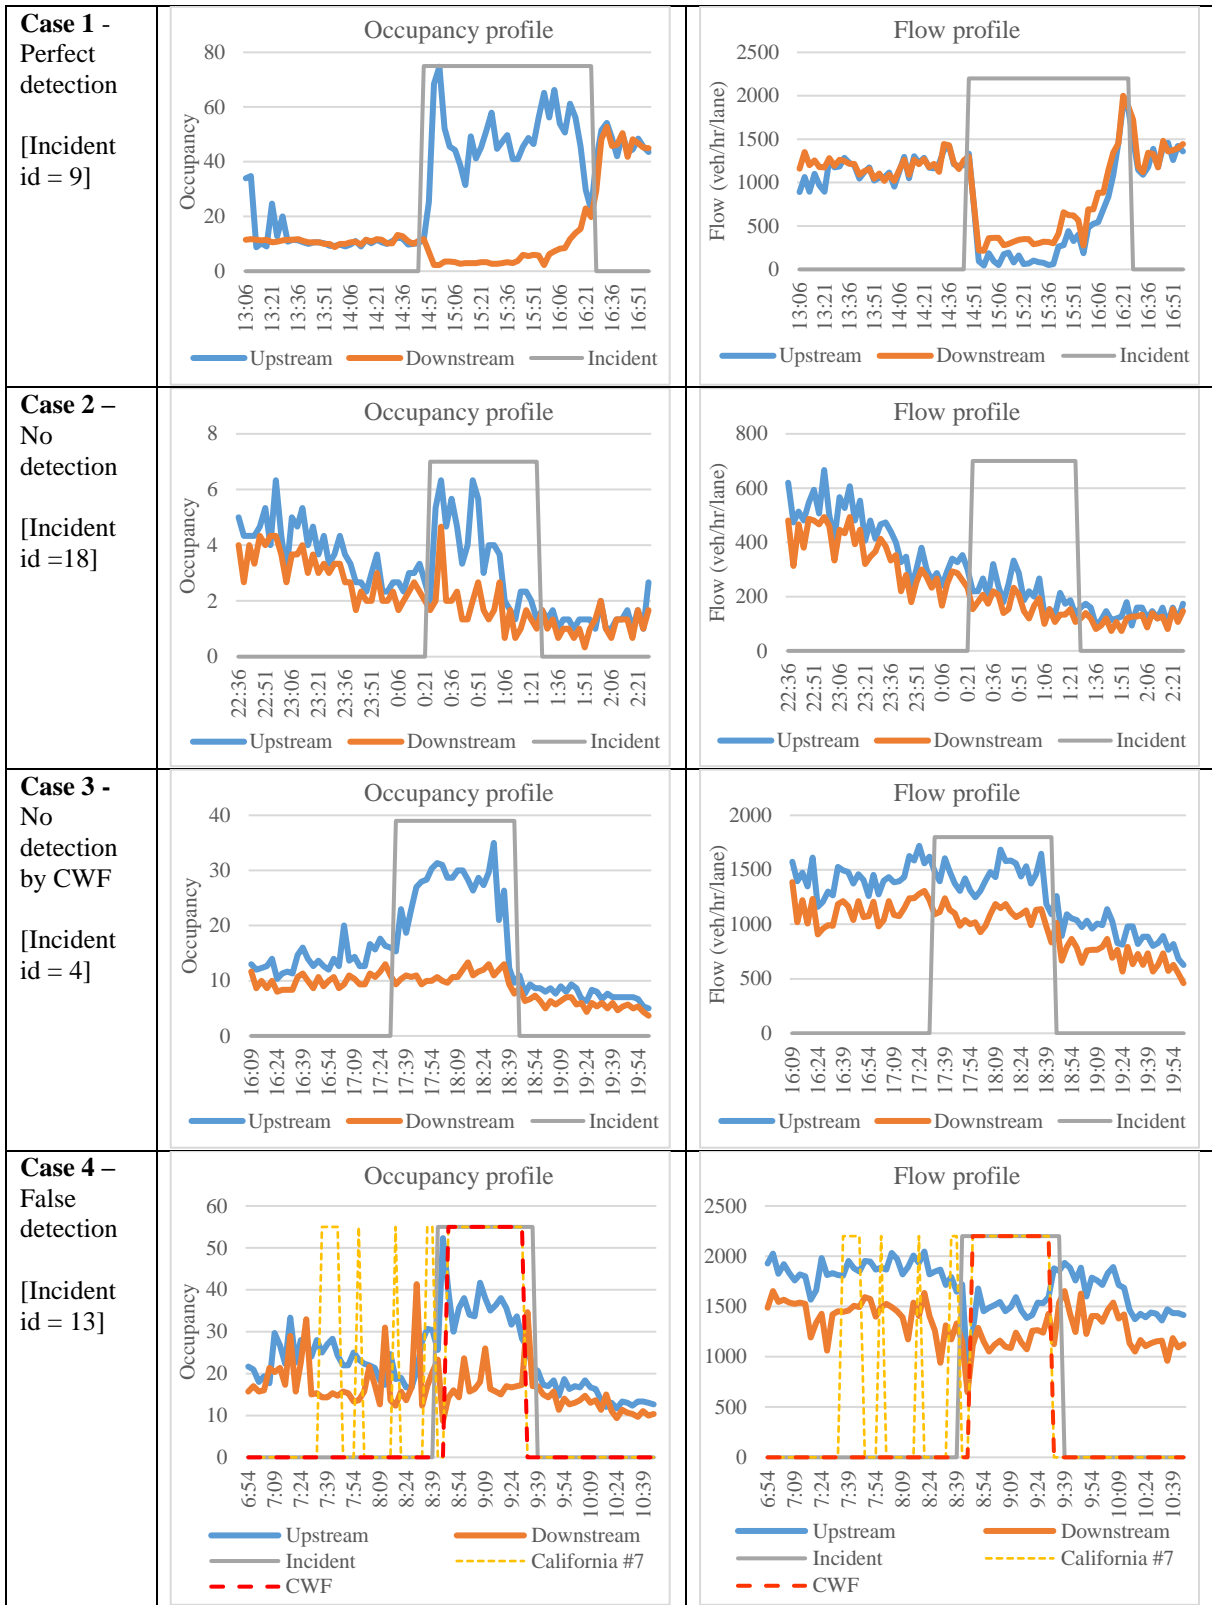 Case 1 -
Perfect
detection
[Incident
id = 9]
Occupancy profile
Occupancy
80
60
40
20
0
13:06
13:21
13:36
13:51
14:06
14:21
14:36
14:51
15:06
15:21
15:36
15:51
16:06
16:21
16:36
16:51
Upstream
Downstream
Incident
Flow profile
Flow (veh/hr/lane)
2500
2000
1500
1000
500
0
13:06
13:21
13:36
13:51
14:06
14:21
14:36
14:51
15:06
15:21
15:36
15:51
16:06
16:21
16:36
16:51
Upstream
Downstream
Incident
Case 2 –
No
detection
[Incident
id =18]
Occupancy profile
Occupancy
8
6
4
2
0
22:36
22:51
23:06
23:21
23:36
23:51
0:06
0:21
0:36
0:51
1:06
1:21
1:36
1:51
2:06
2:21
Upstream
Downstream
Incident
Flow profile
Flow (veh/hr/lane)
800
600
400
200
0
22:36
22:51
23:06
23:21
23:36
23:51
0:06
0:21
0:36
0:51
1:06
1:21
1:36
1:51
2:06
2:21
Upstream
Downstream
Incident
Case 3 -
No
detection
by CWF
[Incident
id = 4]
Occupancy profile
Occupancy
40
30
20
10
0
16:09
16:24
16:39
16:54
17:09
17:24
17:39
17:54
18:09
18:24
18:39
18:54
19:09
19:24
19:39
19:54
Upstream
Downstream
Incident
Flow profile
Flow (veh/hr/lane)
2000
1500
1000
500
0
16:09
16:24
16:39
16:54
17:09
17:24
17:39
17:54
18:09
18:24
18:39
18:54
19:09
19:24
19:39
19:54
Upstream
Downstream
Incident
Case 4 –
False
detection
[Incident
id = 13]
Occupancy profile
Occupancy
60
50
40
30
20
10
0
6:54
7:09
7:24
7:39
7:54
8:09
8:24
8:39
8:54
9:09
9:24
9:39
9:54
10:09
10:24
10:39
Upstream
Downstream
Incident
California #7
CWF
Flow profile
Flow (veh/hr/lane)
2500
2000
1500
1000
500
0
6:54
7:09
7:24
7:39
7:54
8:09
8:24
8:39
8:54
9:09
9:24
9:39
9:54
10:09
10:24
10:39
Upstream
Downstream
Incident
California #7
CWF